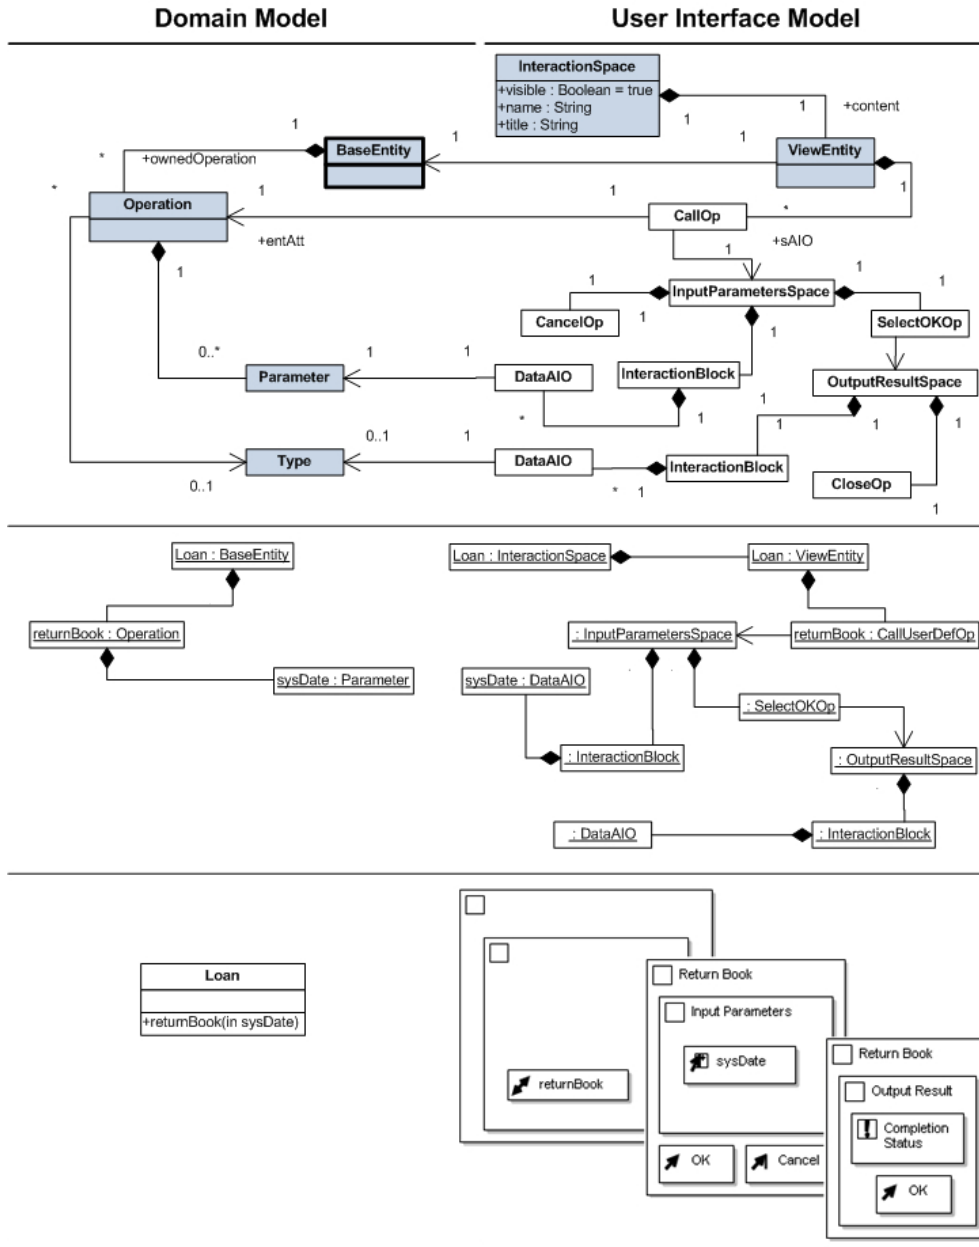 Domain Model
User Interface Model
InteractionSpace
+visible : Boolean = true
+name : String
+title : String
1
1
+content
1
*
+ownedOperation
BaseEntity
1
1
ViewEntity
1
*
Operation
1
1
CallOp
*
+entAtt
+sAIO
1
1
1
1
1
InputParametersSpace
1
1
CancelOp
1
SelectOKOp
0..*
1
1
Parameter
DataAIO
InteractionBlock
OutputResultSpace
*
1
1
1
1
0..1
1
Type
DataAIO
InteractionBlock
0..1
*
1
CloseOp
1
Loan : BaseEntity
Loan : InteractionSpace
Loan : ViewEntity
returnBook : Operation
: InputParametersSpace
returnBook : CallUserDefOp
sysDate : Parameter
sysDate : DataAIO
: SelectOKOp
: InteractionBlock
: OutputResultSpace
: DataAIO
: InteractionBlock
Loan
+returnBook(in sysDate)
returnBook
Return Book
Input Parameters
sysDate
OK
Cancel
Return Book
Output Result
Completion
Status
OK